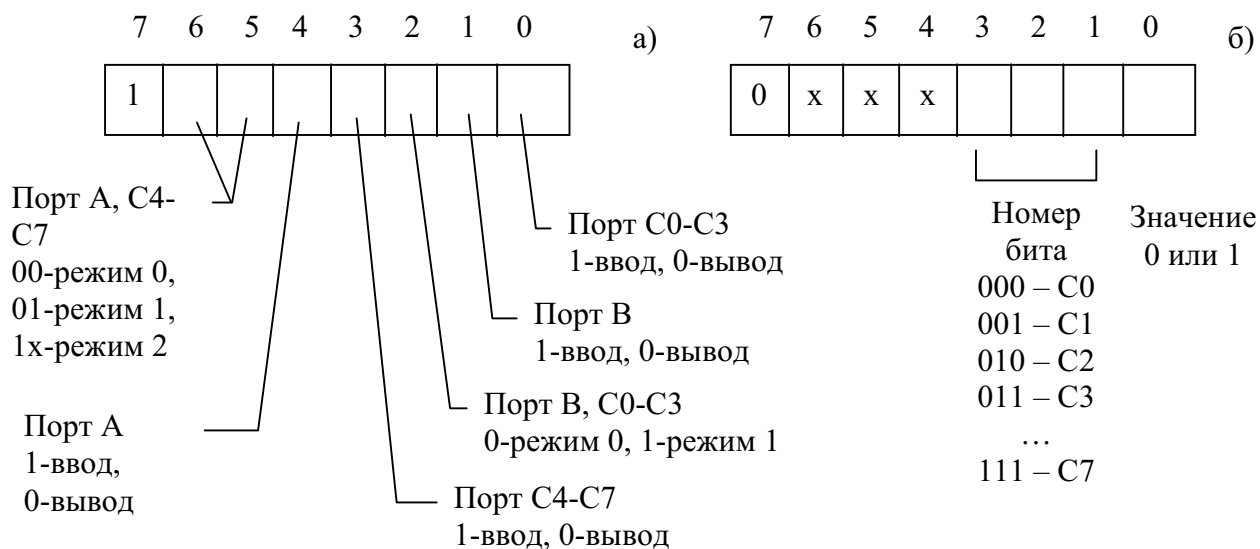 7 6 5 4 3 2 1 0
а)
1
Порт А, С4-
С7
00-режим 0,
01-режим 1,
1х-режим 2
Порт А
1-ввод,
0-вывод
Порт С0-С3
1-ввод, 0-вывод
Порт В
1-ввод, 0-вывод
Порт В, С0-С3
0-режим 0, 1-режим 1
Порт С4-С7
1-ввод, 0-вывод
7 6 5 4 3 2 1 0
б)
0 х х х
Номер
бита
000 – С0
001 – С1
010 – С2
011 – С3
…
111 – С7
Значение
0 или 1